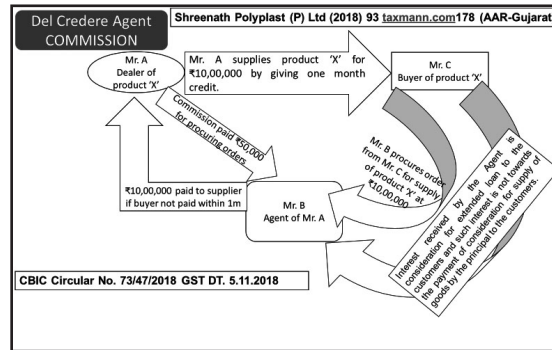 Del Credere Agent
COMMISSION
Shreenath Polyplast (P) Ltd (2018) 93 taxmann.com178 (AAR-Gujarat
Mr. A
Dealer of
product 'X'
Mr. A supplies product 'X' for
₹10,00,000 by giving one month
credit.
Mr. C
Buyer of product 'X'
Commission paid ₹50,000
for procuring orders
Mr. B procures order
from Mr. C for supply
of product 'X' at
₹10,00,000
Interest received by the Agent is
consideration for extended loan to the
customers and such interest is not towards
the payment of consideration for supply of
goods by the principal to the customers.
₹10,00,000 paid to supplier
if buyer not paid within 1m
Mr. B
Agent of Mr. A
CBIC Circular No. 73/47/2018 GST DT. 5.11.2018